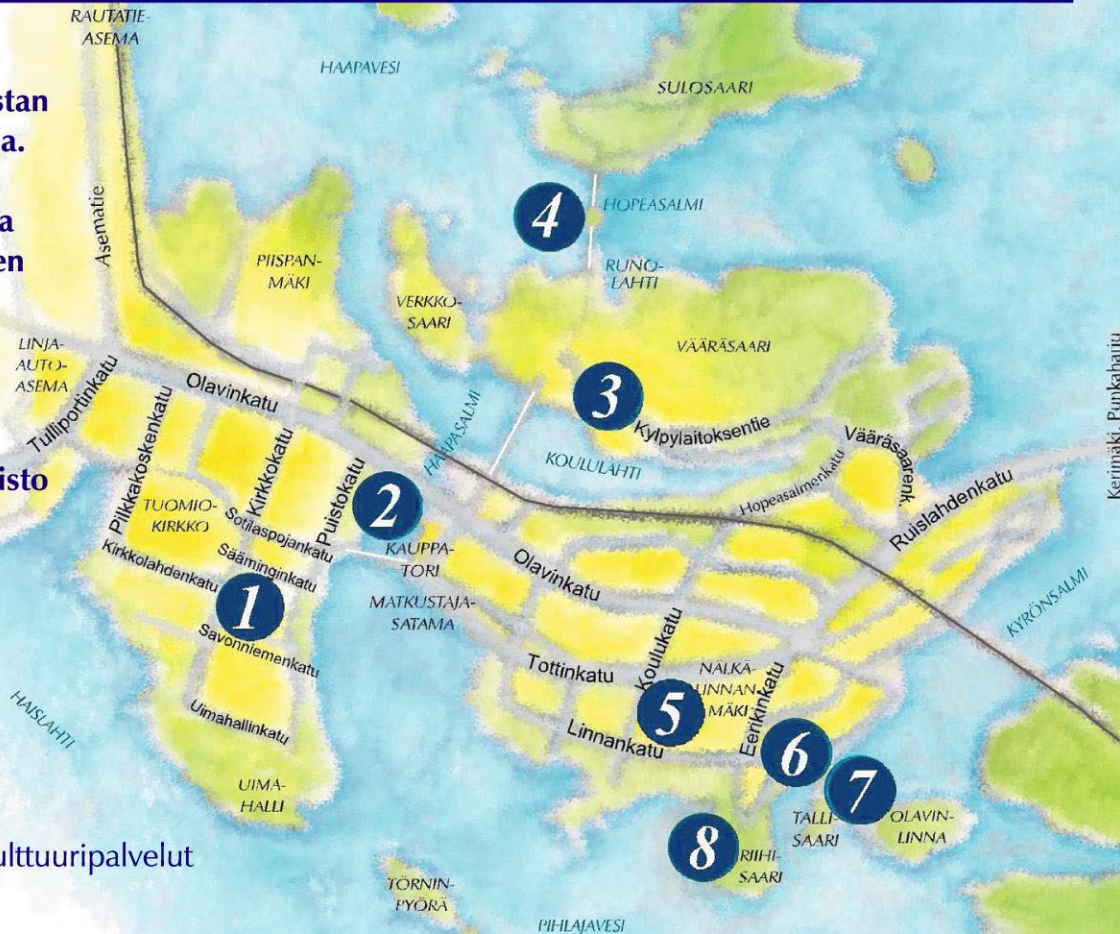 RAUTATIE-
ASEMA
HAAPAVESI
SULOSAARI
stan
a.
4
HOPEASALMI
Asematie
a
en
PIISPAN-
MÄKI
RUNO-
LAHTI
VERKKO-
SAARI
VÄÄRÄSAARI
LINJA-
AUTO-
ASEMA
Tulliportinkatu
Olavinkatu
3
Kylpylaitoksentie
Kerimäki, Punkaharju
Pilkkakoskenkatu
Kirkkokatu
HAAPASALMI
KOULULAHTI
Vääräsaarenk.
Hopeasalmenkatu
Ruislahdenkatu
isto
TUOMIO-
KIRKKO
Sotilaspojankatu
Puistokatu
2
KAUPPA-
TORI
Kirkkolahdenkatu
Sääminginkatu
Olavinkatu
1
MATKUSTAJA-
SATAMA
KYRÖNSALMI
Savonniemenkatu
Tottinkatu
Koulukatu
NALKA-
LINNAN-
MÄKI
HAISLAHTI
Uimahallinkatu
Linnankatu
5
Eerikinkatu
6
7
UIMA-
HALLI
TALLI-
SAARI
OLAVIN-
LINNA
8
RIIHI-
SAARI
ulttuuripalvelut
TÖRNIN-
PYÖRÄ
PIHLAJAVESI